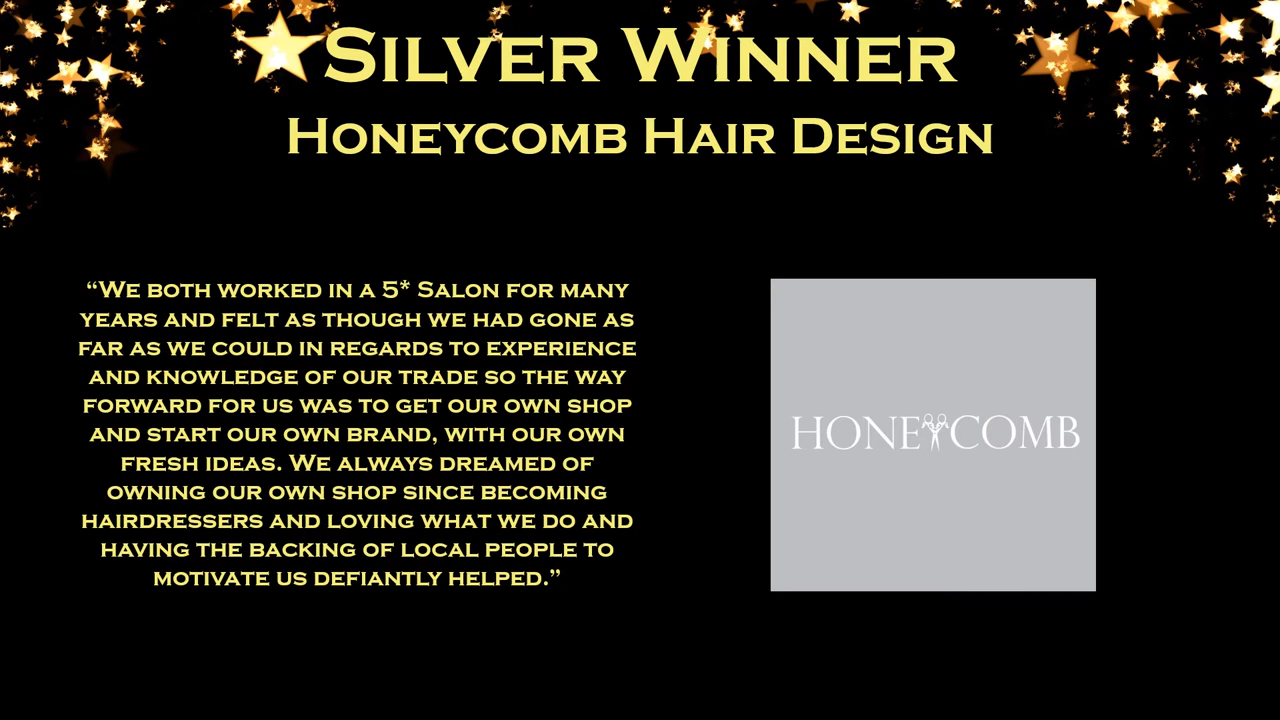 Silver Winner
Honeycomb Hair Design
“We both worked in a 5* Salon for many
years and felt as though we had gone as
far as we could in regards to experience
and knowledge of our trade so the way
forward for us was to get our own shop
and start our own brand, with our own
fresh ideas. We always dreamed of
owning our own shop since becoming
hairdressers and loving what we do and
having the backing of local people to
motivate us defiantly helped.”
HONEYCOMB